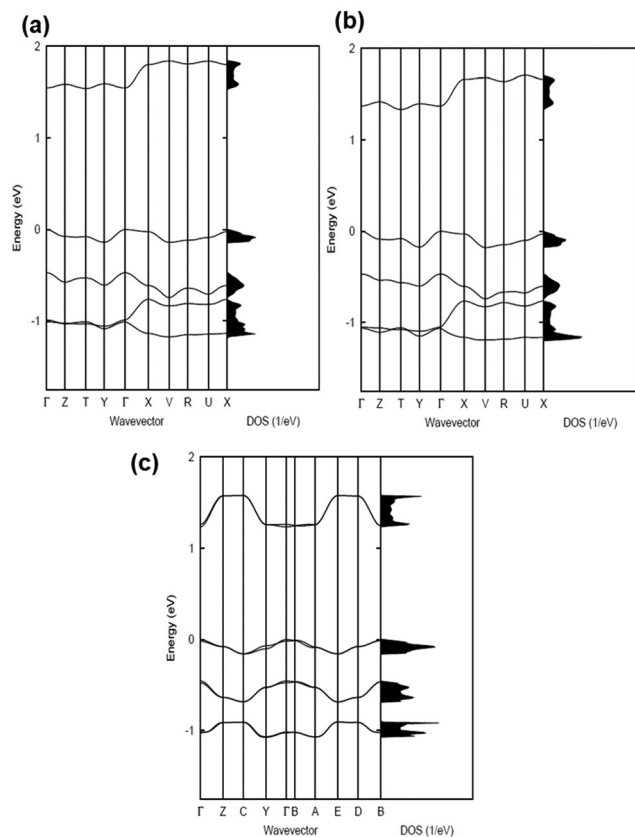 (a)
2
1
0
-1
Energy (eV)
Γ Z T Y Γ X V R U X
Wavevector DOS (1/eV)
(b)
2
1
0
-1
Energy (eV)
Γ Z T Y Γ X V R U X
Wavevector DOS (1/eV)
(c)
2
1
0
-1
Energy (eV)
Γ Z C Y Γ B A E D B
Wavevector DOS (1/eV)